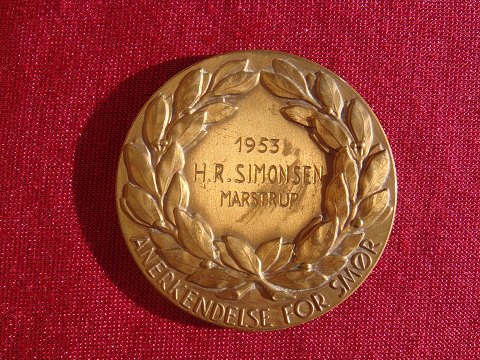 1953
H.R. SIMONSEN
MARSTRUP
ANERKENDELSE FOR SMØR